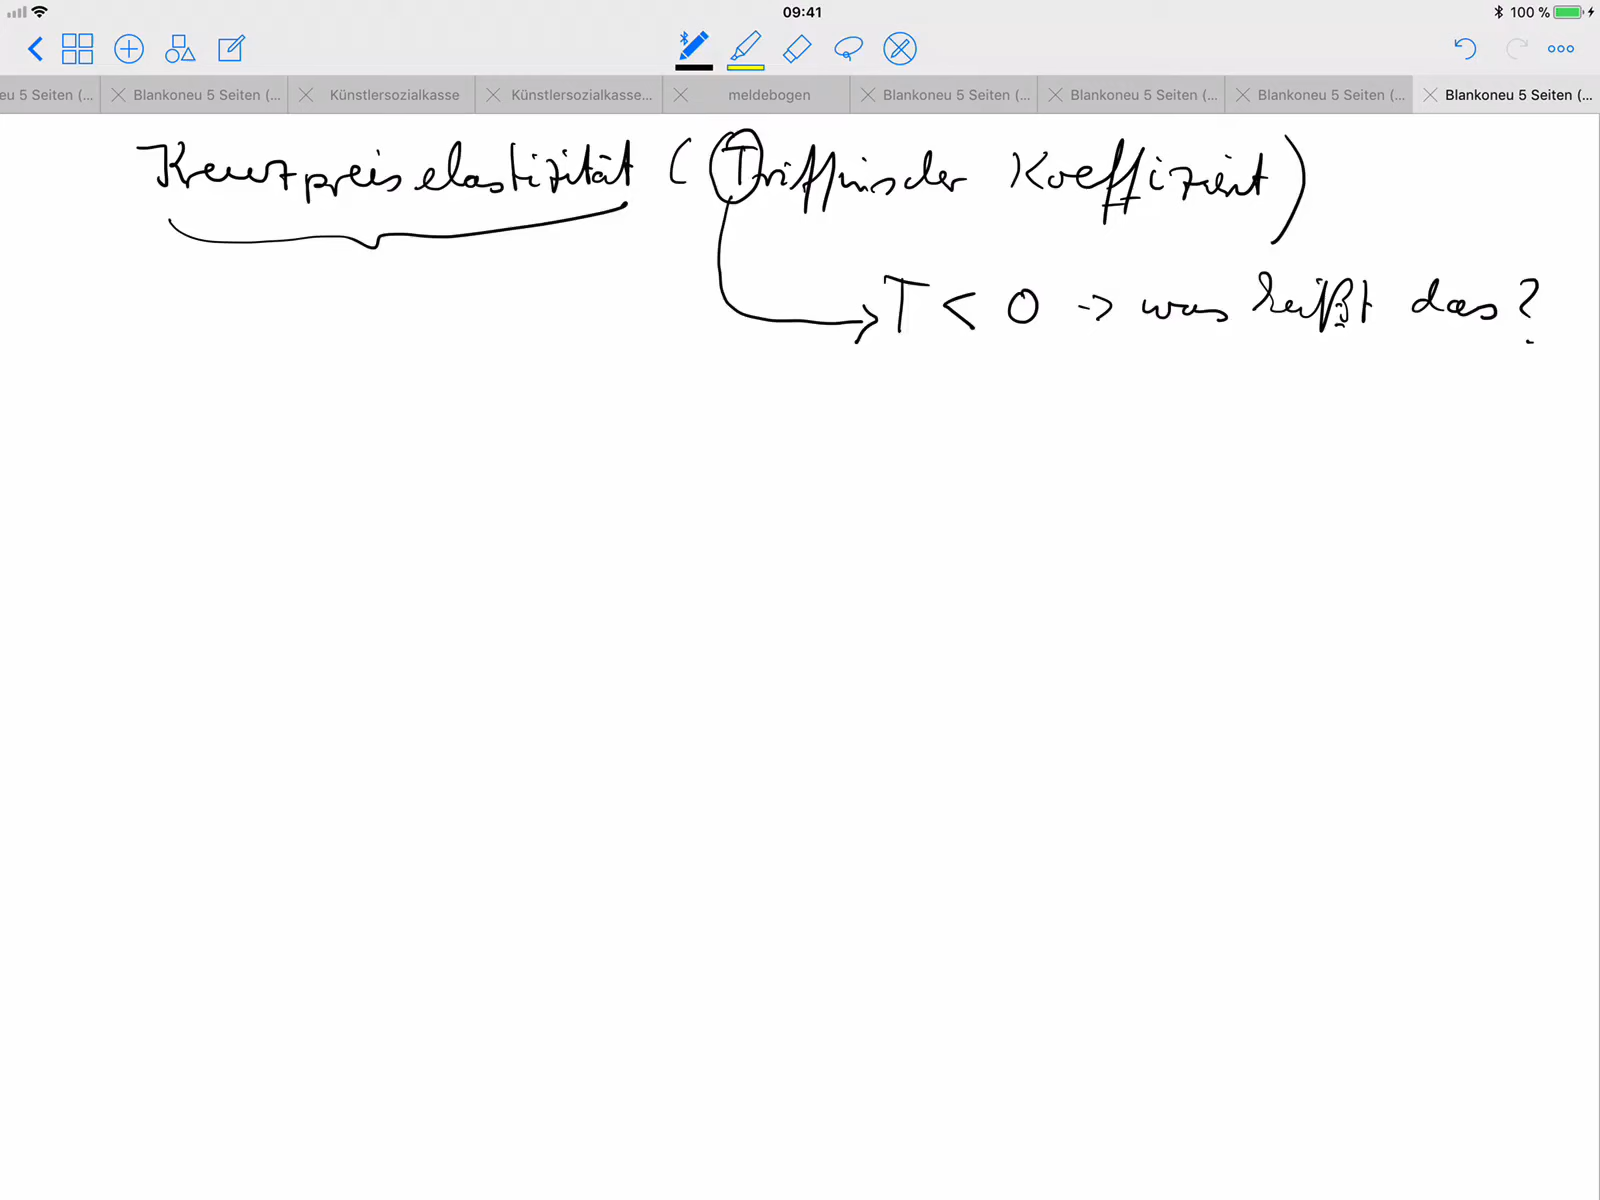 09:41
100 %
eu 5 Seiten (...
Blankoneu 5 Seiten (...
Künstlersozialkasse
Künstlersozialkasse...
meldebogen
Blankoneu 5 Seiten (...
Blankoneu 5 Seiten (...
Blankoneu 5 Seiten (...
Blankoneu 5 Seiten (...
Kreuzpreiselastizität (Triffinscher Koeffizient)
T < 0 -> was heißt das?